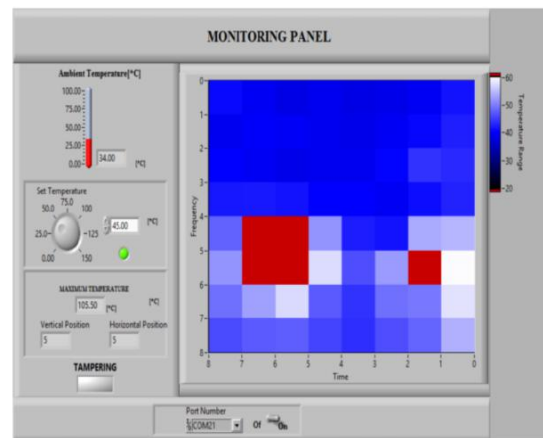 MONITORING PANEL
Ambient Temperature[°C]
100.00
75.00
50.00
25.00
0.00
34.00
[°C]
Set Temperature
50.0 75.0 100
25.0 125
0.00 150
45.00
[°C]
MAXIMUM TEMPERATURE
105.50 [°C] [°C]
Vertical Position Horizontal Position
5 5
TAMPERING
Frequency
0
1
2
3
4
5
6
7
8
8 7 6 5 4 3 2 1 0
Time
60
50
40
30
20
Temperature Range
Port Number
COM21 Of On